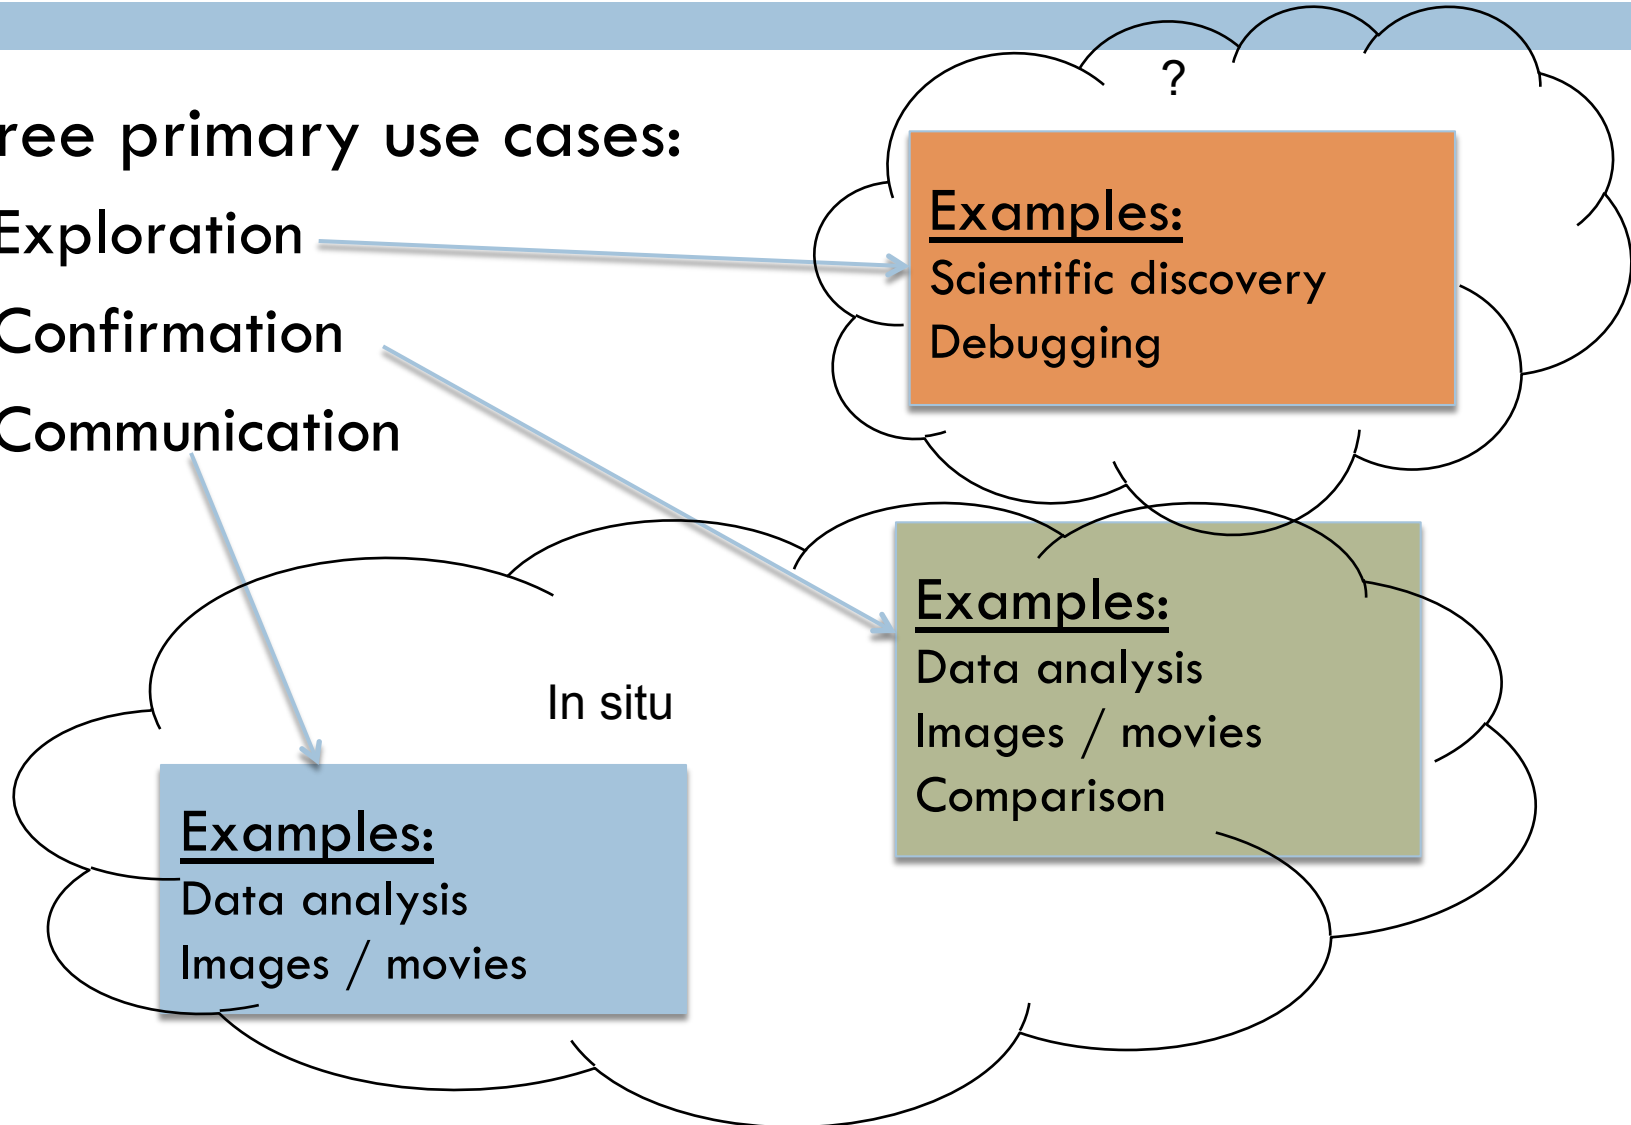 ree primary use cases:
Exploration
Confirmation
Communication
?
Examples:
Scientific discovery
Debugging
Examples:
Data analysis
Images / movies
Comparison
In situ
Examples:
Data analysis
Images / movies